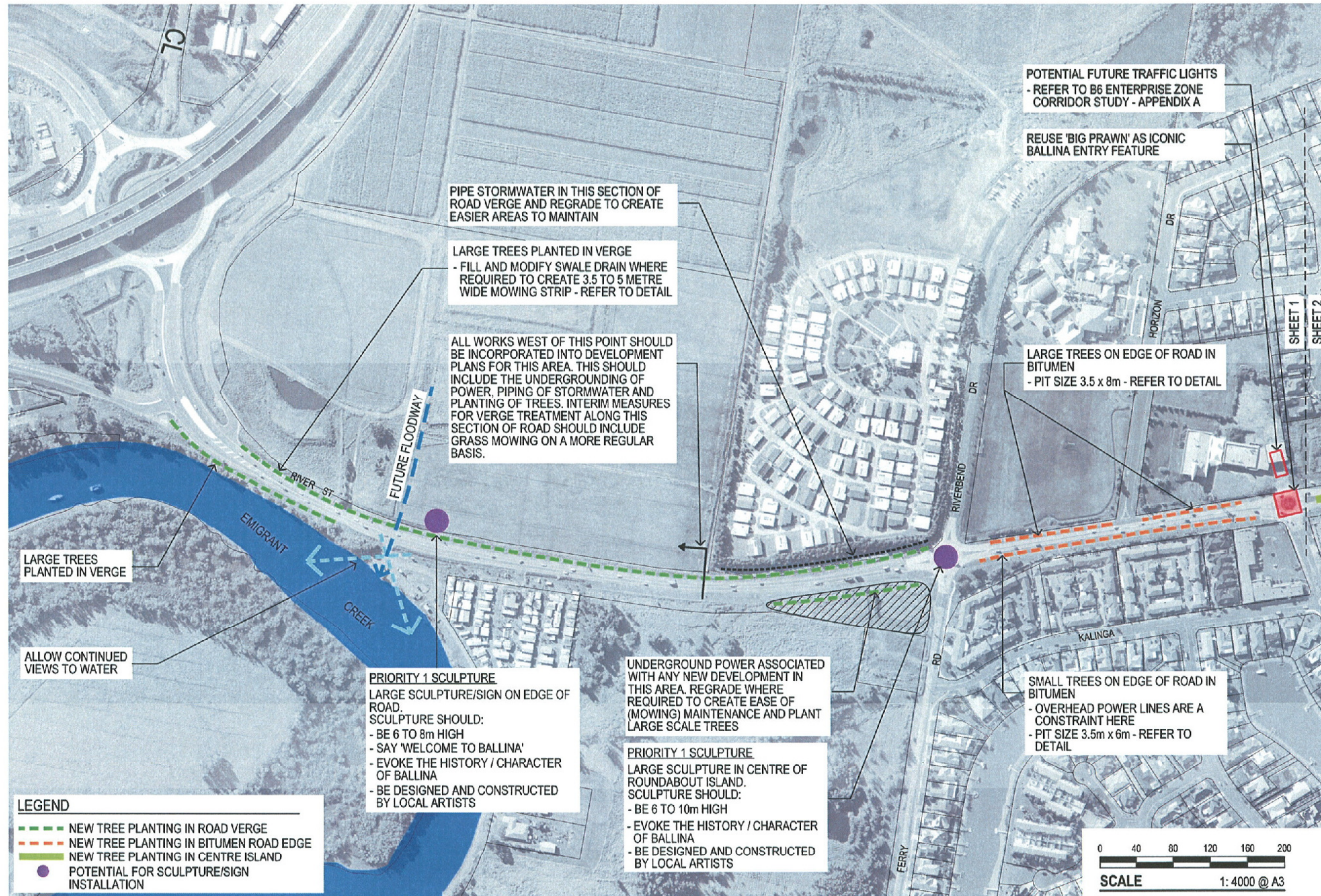 CL
POTENTIAL FUTURE TRAFFIC LIGHTS
- REFER TO B6 ENTERPRISE ZONE
CORRIDOR STUDY - APPENDIX A
REUSE 'BIG PRAWN' AS ICONIC
BALLINA ENTRY FEATURE
PIPE STORMWATER IN THIS SECTION OF
ROAD VERGE AND REGRADE TO CREATE
EASIER AREAS TO MAINTAIN
LARGE TREES PLANTED IN VERGE
- FILL AND MODIFY SWALE DRAIN WHERE
REQUIRED TO CREATE 3.5 TO 5 METRE
WIDE MOWING STRIP - REFER TO DETAIL
ALL WORKS WEST OF THIS POINT SHOULD
BE INCORPORATED INTO DEVELOPMENT
PLANS FOR THIS AREA. THIS SHOULD
INCLUDE THE UNDERGROUNDING OF
POWER, PIPING OF STORMWATER AND
PLANTING OF TREES. INTERIM MEASURES
FOR VERGE TREATMENT ALONG THIS
SECTION OF ROAD SHOULD INCLUDE
GRASS MOWING ON A MORE REGULAR
BASIS.
DR
HORIZON
SHEET 1
SHEET 2
LARGE TREES ON EDGE OF ROAD IN
BITUMEN
- PIT SIZE 3.5 x 8m - REFER TO DETAIL
DR
RIVERBEND
FUTURE FLOODWAY
RIVER ST
EMIGRANT
CREEK
LARGE TREES
PLANTED IN VERGE
ALLOW CONTINUED
VIEWS TO WATER
KALINGA
RD
FERRY
PRIORITY 1 SCULPTURE
LARGE SCULPTURE/SIGN ON EDGE OF
ROAD.
SCULPTURE SHOULD:
- BE 6 TO 8m HIGH
- SAY 'WELCOME TO BALLINA'
- EVOKE THE HISTORY / CHARACTER
OF BALLINA
- BE DESIGNED AND CONSTRUCTED
BY LOCAL ARTISTS
UNDERGROUND POWER ASSOCIATED
WITH ANY NEW DEVELOPMENT IN
THIS AREA. REGRADE WHERE
REQUIRED TO CREATE EASE OF
(MOWING) MAINTENANCE AND PLANT
LARGE SCALE TREES
PRIORITY 1 SCULPTURE
LARGE SCULPTURE IN CENTRE OF
ROUNDABOUT ISLAND.
SCULPTURE SHOULD:
- BE 6 TO 10m HIGH
- EVOKE THE HISTORY / CHARACTER
OF BALLINA
- BE DESIGNED AND CONSTRUCTED
BY LOCAL ARTISTS
SMALL TREES ON EDGE OF ROAD IN
BITUMEN
- OVERHEAD POWER LINES ARE A
CONSTRAINT HERE
- PIT SIZE 3.5m x 6m - REFER TO
DETAIL
LEGEND
NEW TREE PLANTING IN ROAD VERGE
NEW TREE PLANTING IN BITUMEN ROAD EDGE
NEW TREE PLANTING IN CENTRE ISLAND
POTENTIAL FOR SCULPTURE/SIGN
INSTALLATION
0 40 80 120 160 200
SCALE 1: 4000 @ A3